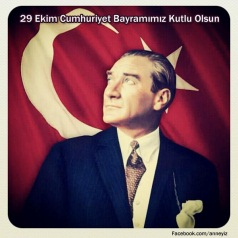 29 Ekim Cumhuriyet Bayramımız Kutlu Olsun
Facebook.com/anneyiz